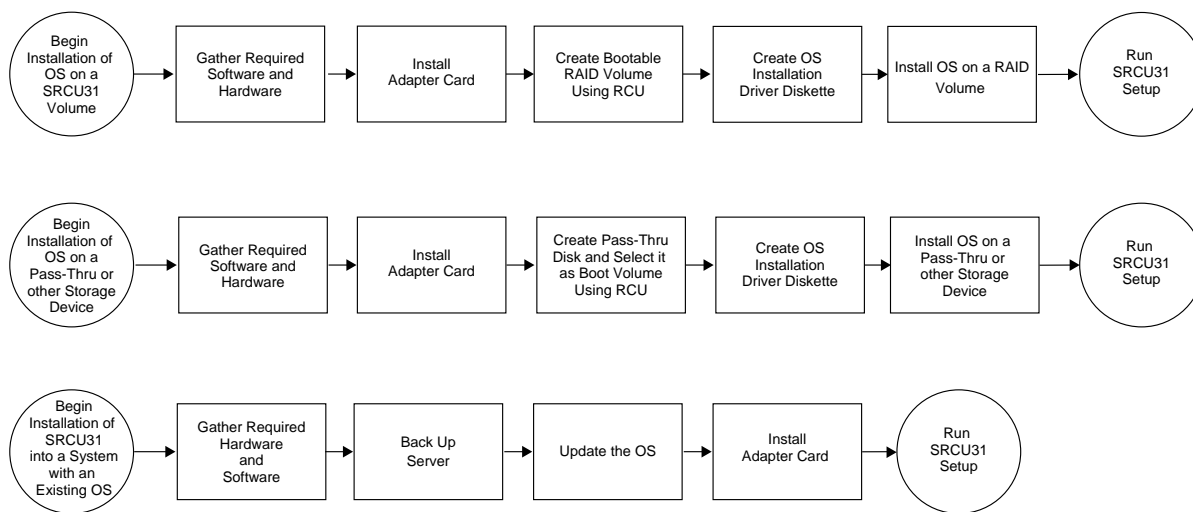 Begin
Installation of
OS on a
SRCU31
Volume
Gather Required
Software and
Hardware
Install
Adapter Card
Create Bootable
RAID Volume
Using RCU
Create OS
Installation
Driver Diskette
Install OS on a RAID
Volume
Run
SRCU31
Setup
Begin
Installation of
OS on a
Pass-Thru or
other Storage
Device
Gather Required
Software and
Hardware
Install
Adapter Card
Create Pass-Thru
Disk and Select it
as Boot Volume
Using RCU
Create OS
Installation
Driver Diskette
Install OS on a
Pass-Thru or
other Storage
Device
Run
SRCU31
Setup
Begin
Installation of
SRCU31
into a System
with an
Existing OS
Gather Required
Hardware
and
Software
Back Up
Server
Update the OS
Install
Adapter Card
Run
SRCU31
Setup